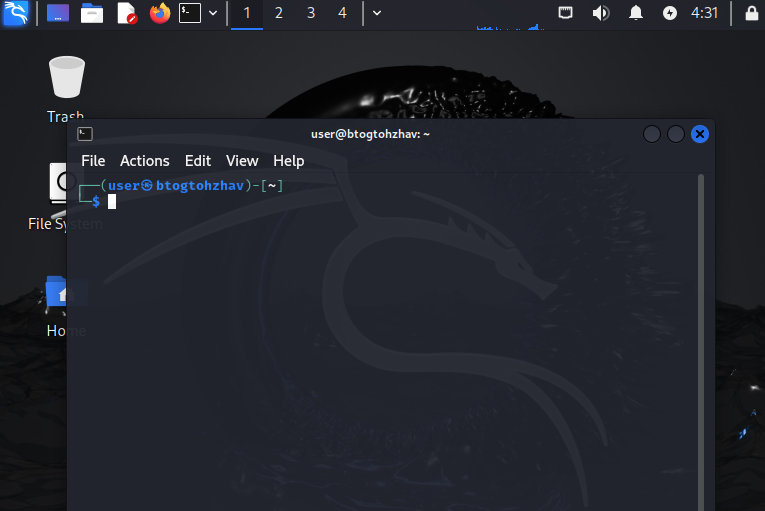 1 2 3 4 4:31
Trash
user@btogtohzhav: ~
File Actions Edit View Help
┌──(user㉿btogtohzhav)-[~]
└─$
File System
Home